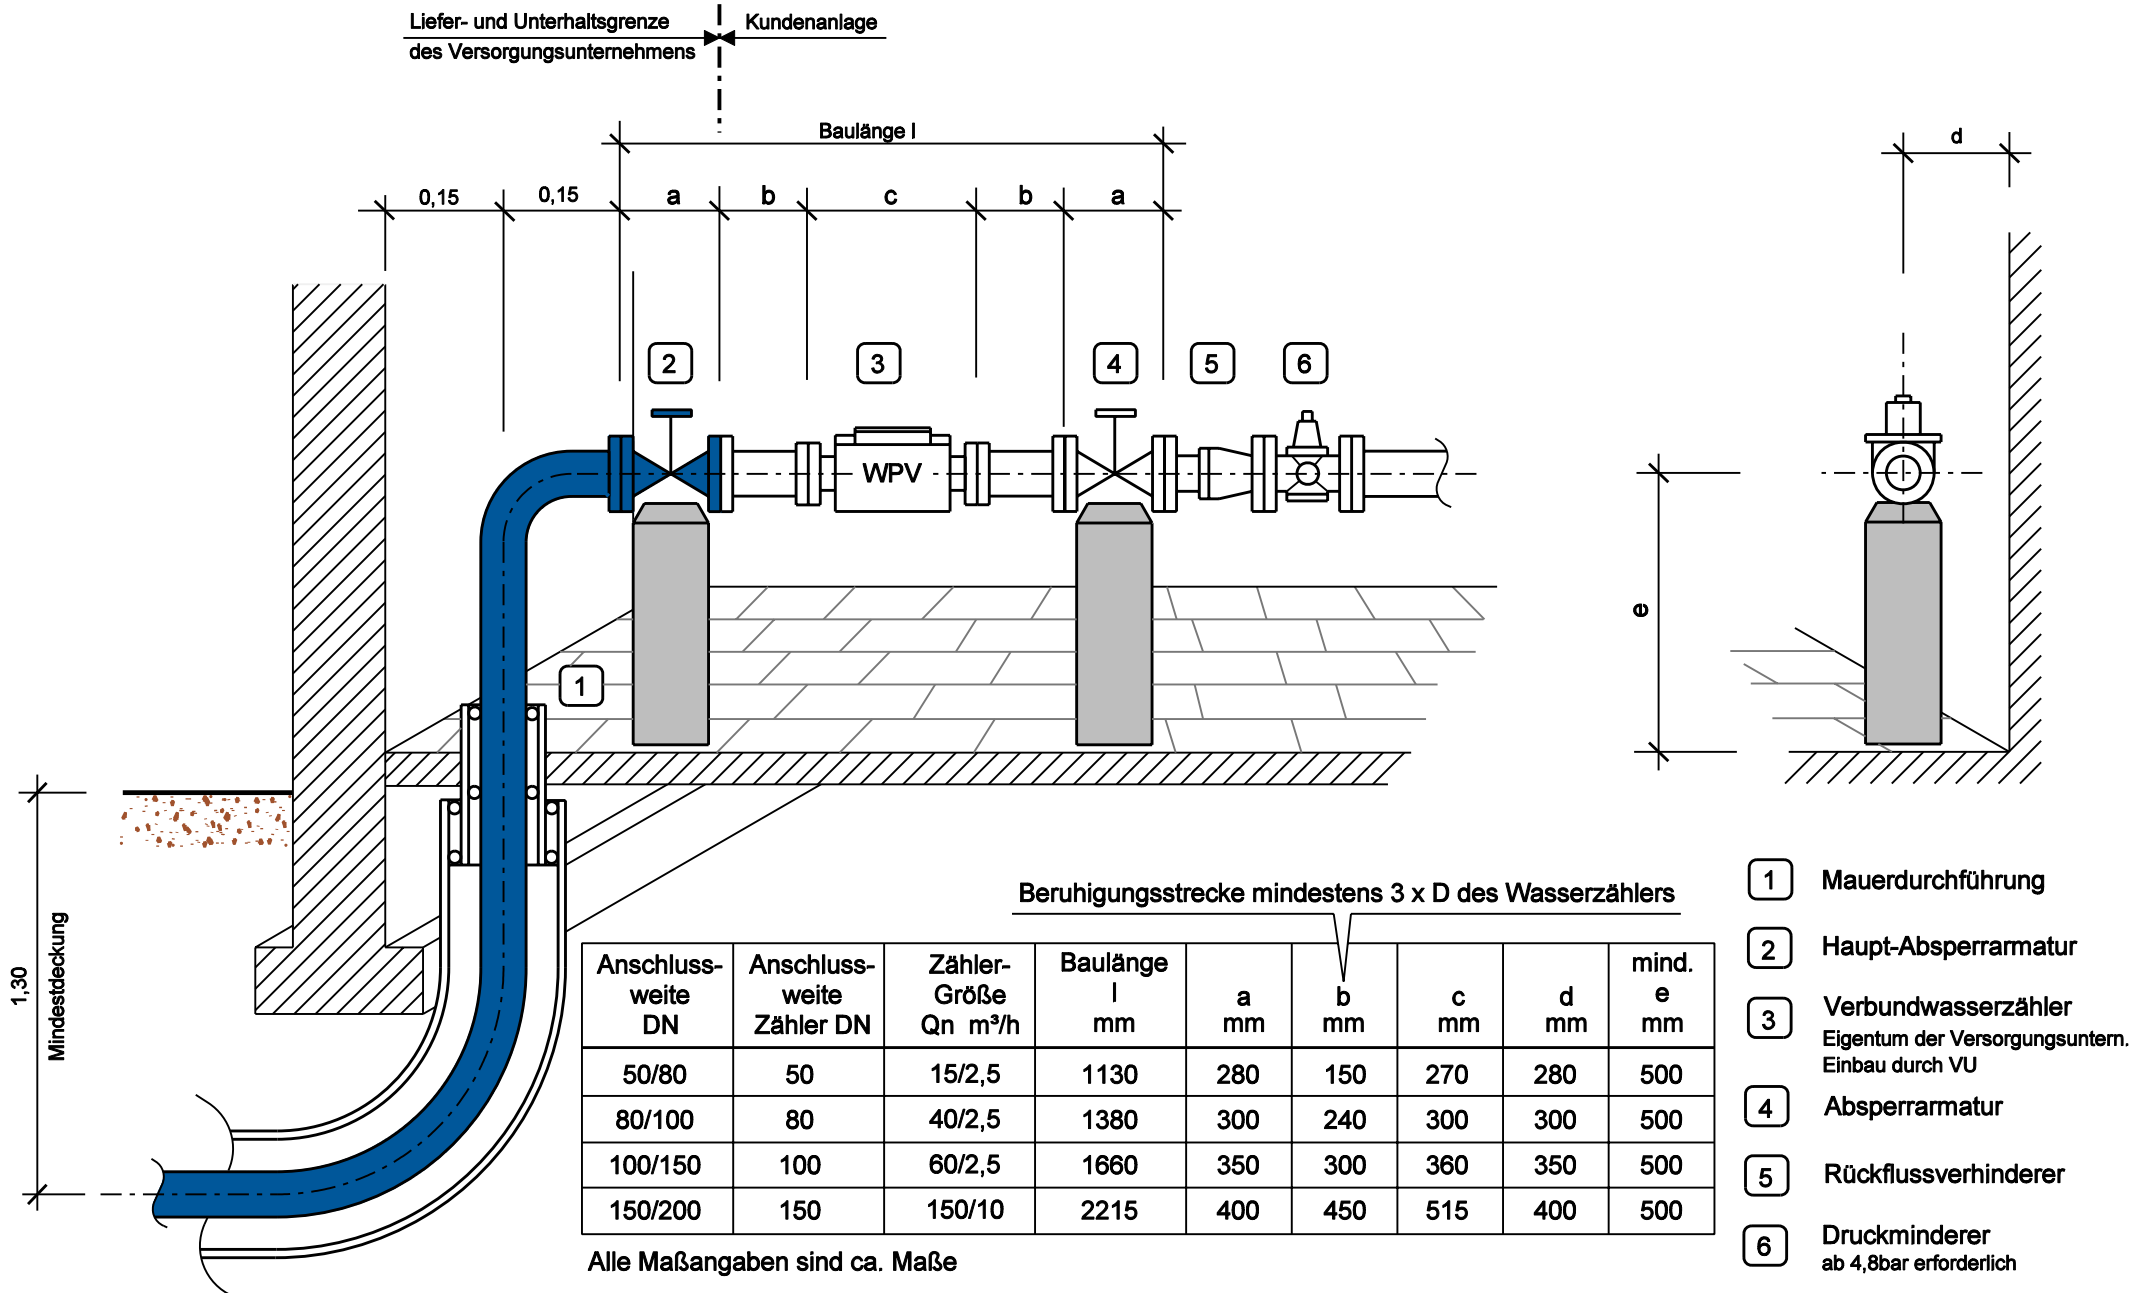 Liefer- und Unterhaltsgrenze
des Versorgungsunternehmens
Kundenanlage
Baulänge l
0,15
0,15
a
b
c
b
a
d
2
3
4
5
6
WPV
e
1
1,30
Mindestdeckung
Beruhigungsstrecke mindestens 3 x D des Wasserzählers
Anschluss-weite DN | Anschluss-weite Zähler DN | Zähler-Größe Qn m³/h | Baulänge l mm | a mm | b mm | c mm | d mm | mind. e mm
50/80 50 15/2,5 1130 280 150 270 280 500
80/100 80 40/2,5 1380 300 240 300 300 500
100/150 100 60/2,5 1660 350 300 360 350 500
150/200 150 150/10 2215 400 450 515 400 500
Alle Maßangaben sind ca. Maße
1 Mauerdurchführung
2 Haupt-Absperrarmatur
3 Verbundwasserzähler
Eigentum der Versorgungsuntern.
Einbau durch VU
4 Absperrarmatur
5 Rückflussverhinderer
6 Druckminderer
ab 4,8bar erforderlich